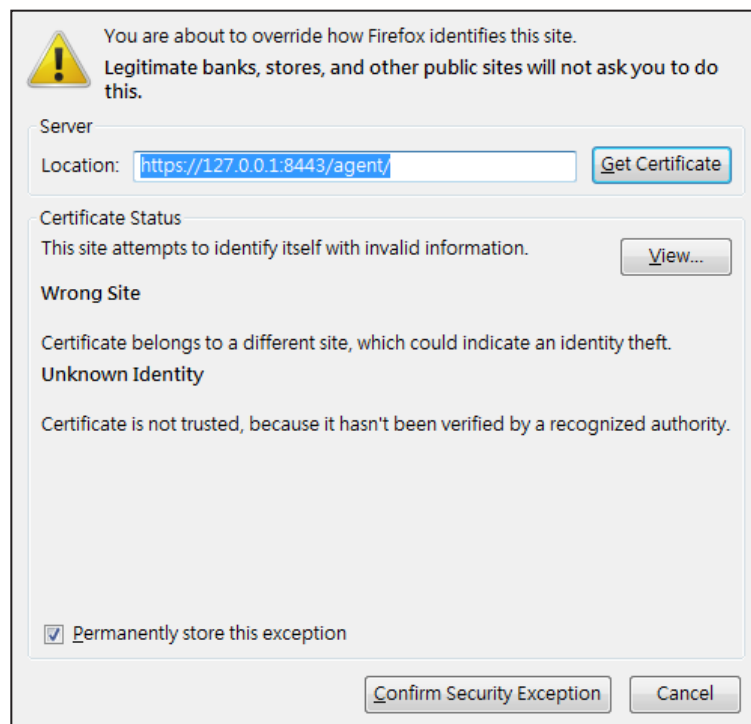 You are about to override how Firefox identifies this site.
Legitimate banks, stores, and other public sites will not ask you to do
this.
Server
Location: https://127.0.0.1:8443/agent/ Get Certificate
Certificate Status
This site attempts to identify itself with invalid information.
View...
Wrong Site
Certificate belongs to a different site, which could indicate an identity theft.
Unknown Identity
Certificate is not trusted, because it hasn't been verified by a recognized authority.
Permanently store this exception
Confirm Security Exception Cancel